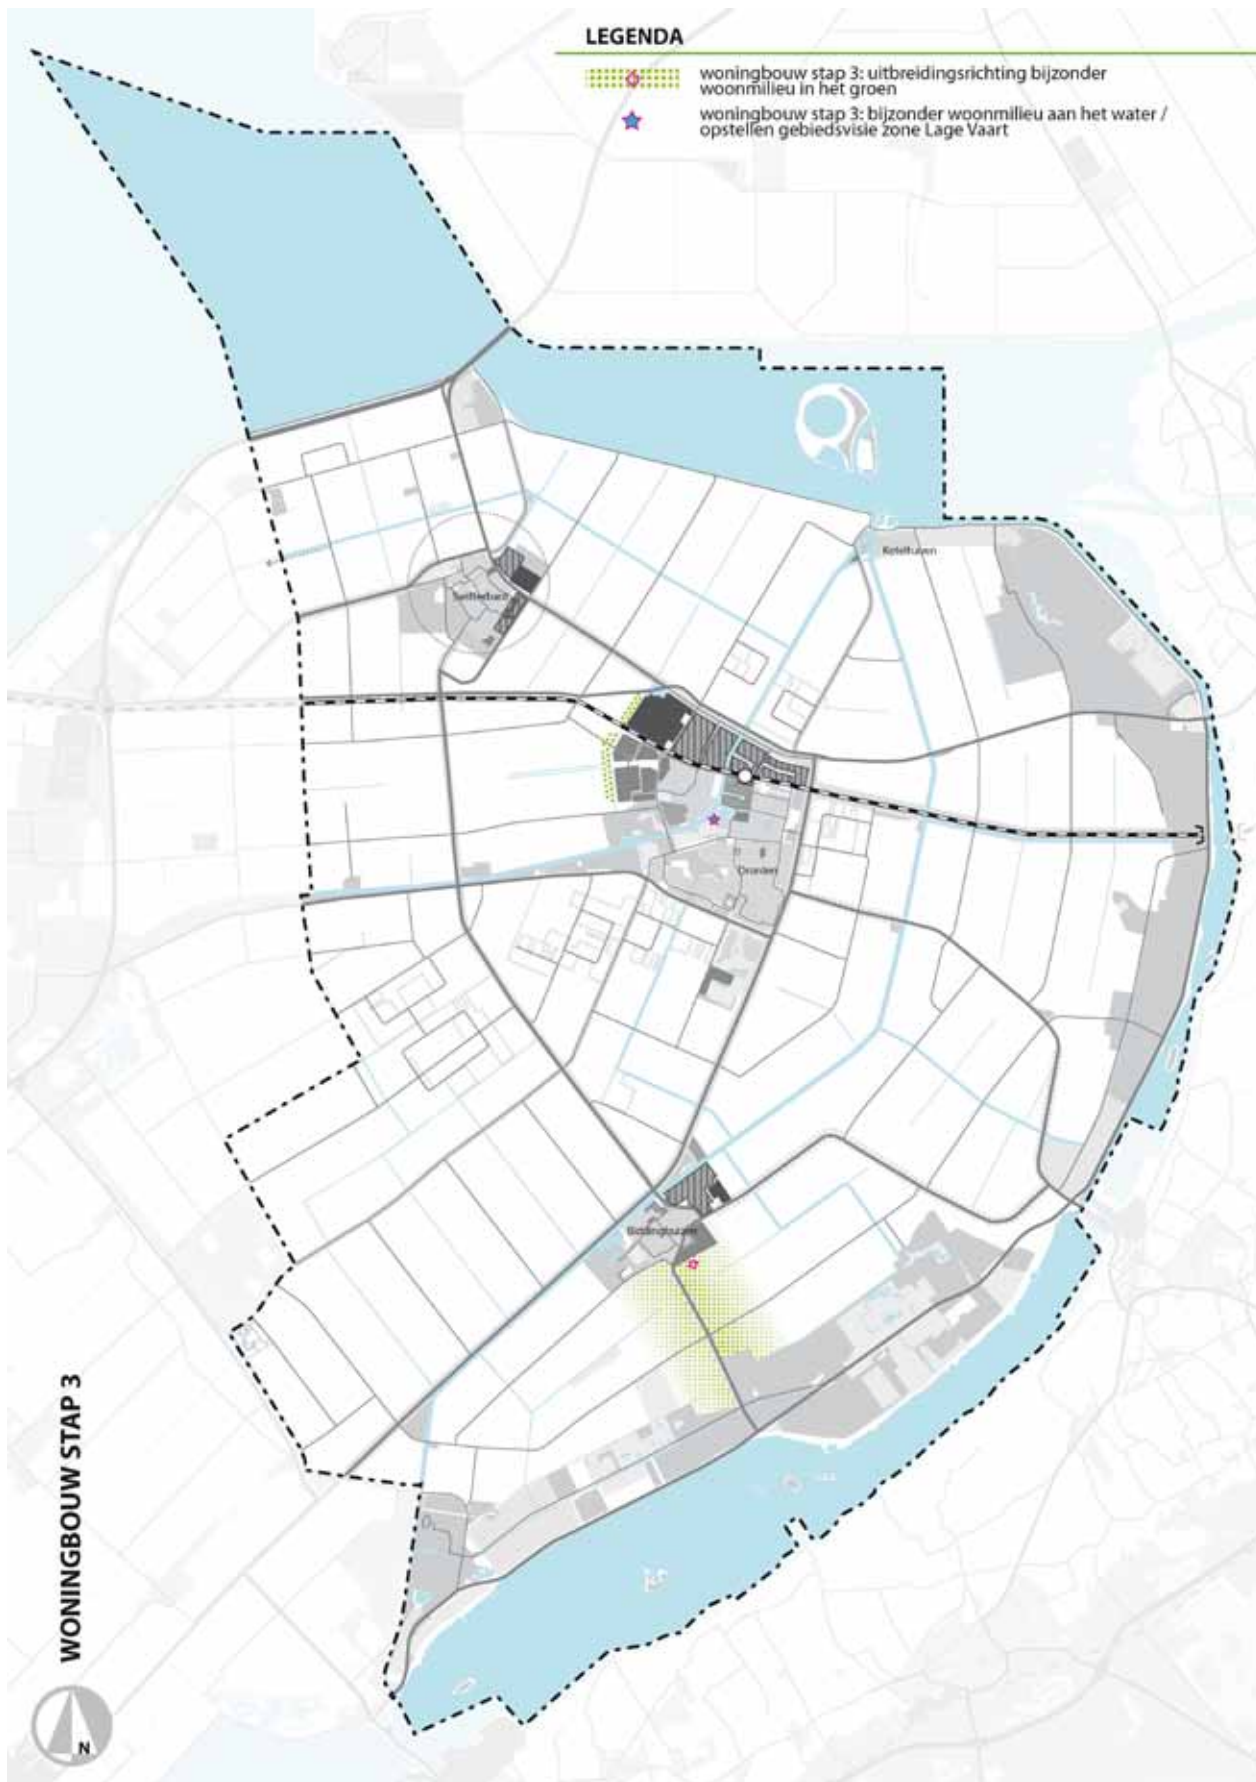 LEGENDA
woningbouw stap 3: uitbreidingsrichting bijzonder
woonmilieu in het groen
woningbouw stap 3: bijzonder woonmilieu aan het water /
opstellen gebiedsvisie zone Lage Vaart
Ketelhaven
Swifterbant
Dronten
Biddinghuizen
WONINGBOUW STAP 3
N